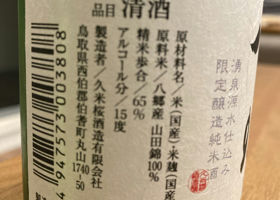 品目 清酒
湧泉源水仕込み
限定醸造純米酒
原材料名／米（国産）米麹（国産
原料米／八郷産 山田錦100％
精米歩合／65％
アルコール分／15度
製造者／久米桜酒造有限会社
鳥取県西伯郡伯耆町丸山1740-50
4947573003808